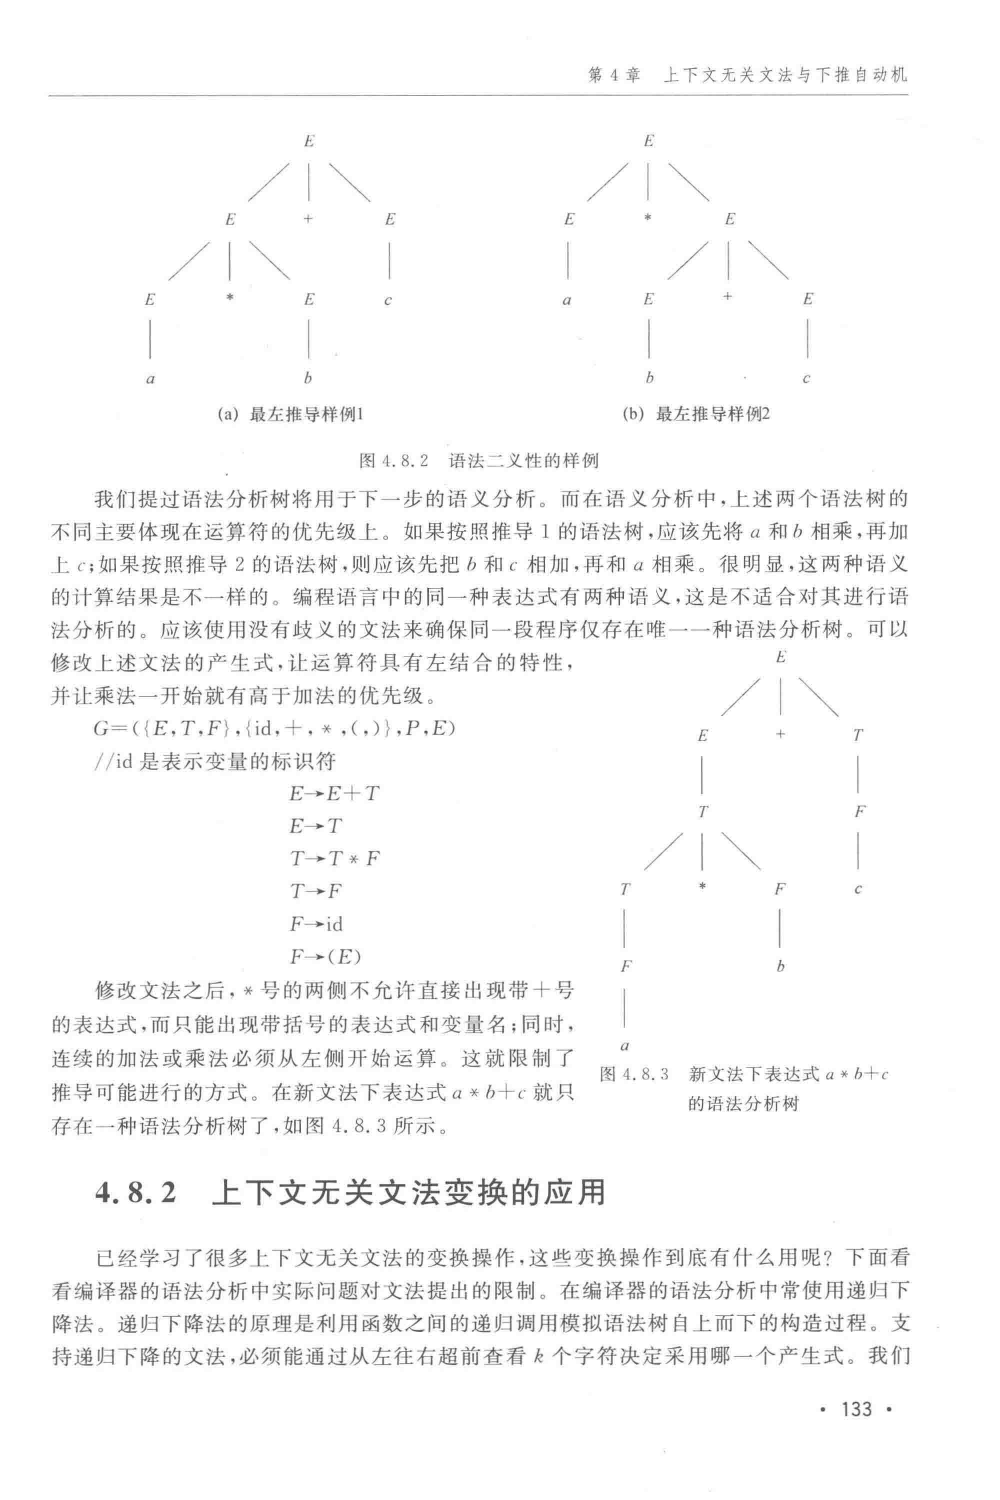 第 4 章 上下文无关文法与下推自动机
E
E
E + E
E * E
E * E c
a E + E
a b
b c
(a) 最左推导样例1
(b) 最左推导样例2
图 4.8.2 语法二义性的样例
我们提过语法分析树将用于下一步的语义分析。而在语义分析中,上述两个语法树的
不同主要体现在运算符的优先级上。如果按照推导 1 的语法树,应该先将 a 和 b 相乘,再加
上 c;如果按照推导 2 的语法树,则应该先把 b 和 c 相加,再和 a 相乘。很明显,这两种语义
的计算结果是不一样的。编程语言中的同一种表达式有两种语义,这是不适合对其进行语
法分析的。应该使用没有歧义的文法来确保同一段程序仅存在唯一一种语法分析树。可以
修改上述文法的产生式,让运算符具有左结合的特性,
并让乘法一开始就有高于加法的优先级。
G=({E,T,F},{id,+,*,(,)},P,E)
//id 是表示变量的标识符
E→E+T
E→T
T→T*F
T→F
F→id
F→(E)
修改文法之后,*号的两侧不允许直接出现带+号
的表达式,而只能出现带括号的表达式和变量名;同时,
连续的加法或乘法必须从左侧开始运算。这就限制了
推导可能进行的方式。在新文法下表达式 a*b+c 就只
存在一种语法分析树了,如图 4.8.3 所示。
E
E + T
T F
T * F c
F b
a
图 4.8.3 新文法下表达式 a*b+c
的语法分析树
4.8.2 上下文无关文法变换的应用
已经学习了很多上下文无关文法的变换操作,这些变换操作到底有什么用呢? 下面看
看编译器的语法分析中实际问题对文法提出的限制。在编译器的语法分析中常使用递归下
降法。递归下降法的原理是利用函数之间的递归调用模拟语法树自上而下的构造过程。支
持递归下降的文法,必须能通过从左往右超前查看 k 个字符决定采用哪一个产生式。我们
· 133 ·